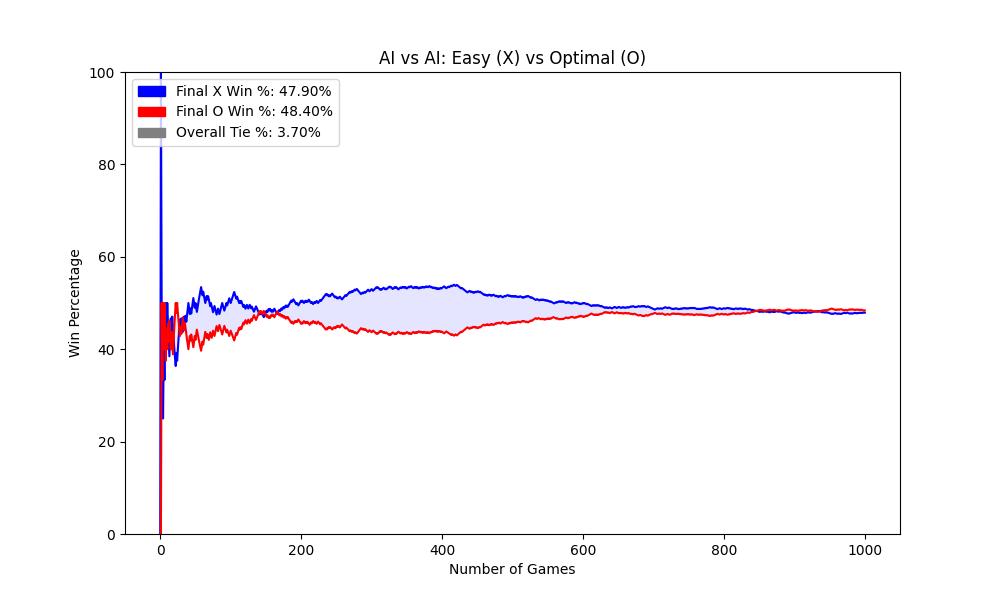 AI vs AI: Easy (X) vs Optimal (O)
Final X Win %: 47.90%
Final O Win %: 48.40%
Overall Tie %: 3.70%
Win Percentage
100
80
60
40
20
0
0 200 400 600 800 1000
Number of Games